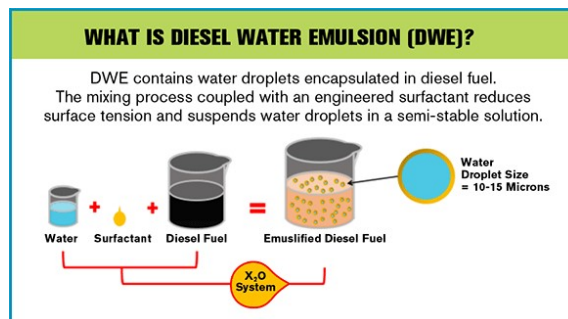 WHAT IS DIESEL WATER EMULSION (DWE)?
DWE contains water droplets encapsulated in diesel fuel.
The mixing process coupled with an engineered surfactant reduces
surface tension and suspends water droplets in a semi-stable solution.
Water
Droplet Size
= 10-15 Microns
+ + =
Water Surfactant Diesel Fuel Emuslified Diesel Fuel
X₂O
System